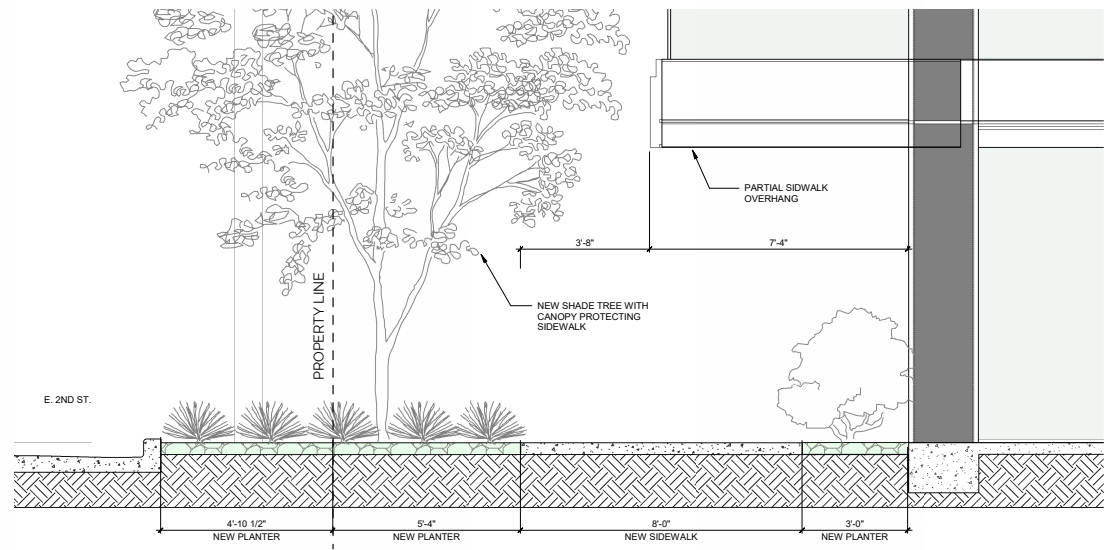 PARTIAL SIDWALK
OVERHANG
3'-8"
7'-4"
PROPERTY LINE
NEW SHADE TREE WITH
CANOPY PROTECTING
SIDEWALK
E. 2ND ST.
4'-10 1/2"
NEW PLANTER
5'-4"
NEW PLANTER
8'-0"
NEW SIDEWALK
3'-0"
NEW PLANTER